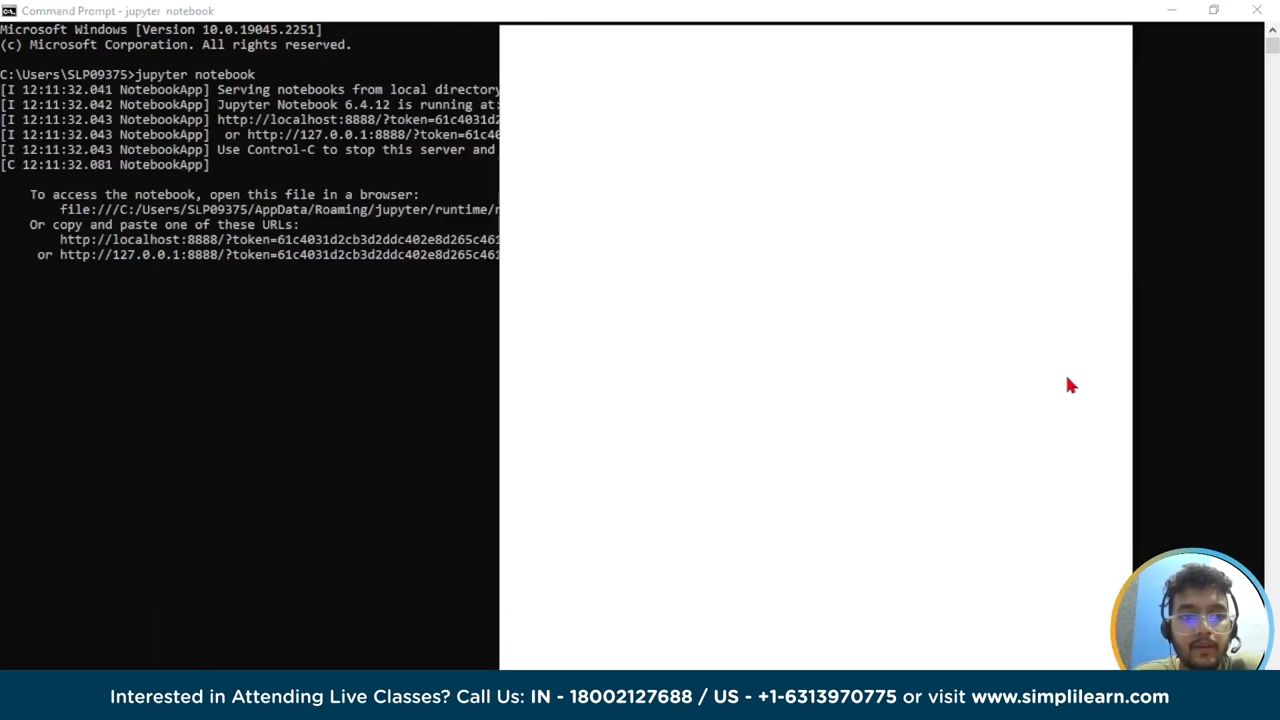 Command Prompt - jupyter notebook
Microsoft Windows [Version 10.0.19045.2251]
(c) Microsoft Corporation. All rights reserved.
C:\Users\SLP09375>jupyter notebook
[I 12:11:32.041 NotebookApp] Serving notebooks from local directory
[I 12:11:32.042 NotebookApp] Jupyter Notebook 6.4.12 is running at:
[I 12:11:32.043 NotebookApp] http://localhost:8888/?token=61c4031d2
[I 12:11:32.043 NotebookApp]  or http://127.0.0.1:8888/?token=61c40
[I 12:11:32.043 NotebookApp] Use Control-C to stop this server and
[C 12:11:32.081 NotebookApp]
To access the notebook, open this file in a browser:
file:///C:/Users/SLP09375/AppData/Roaming/jupyter/runtime/
Or copy and paste one of these URLs:
http://localhost:8888/?token=61c4031d2cb3d2ddc402e8d265c461
or http://127.0.0.1:8888/?token=61c4031d2cb3d2ddc402e8d265c461
Interested in Attending Live Classes? Call Us: IN - 18002127688 / US - +1-6313970775 or visit www.simplilearn.com